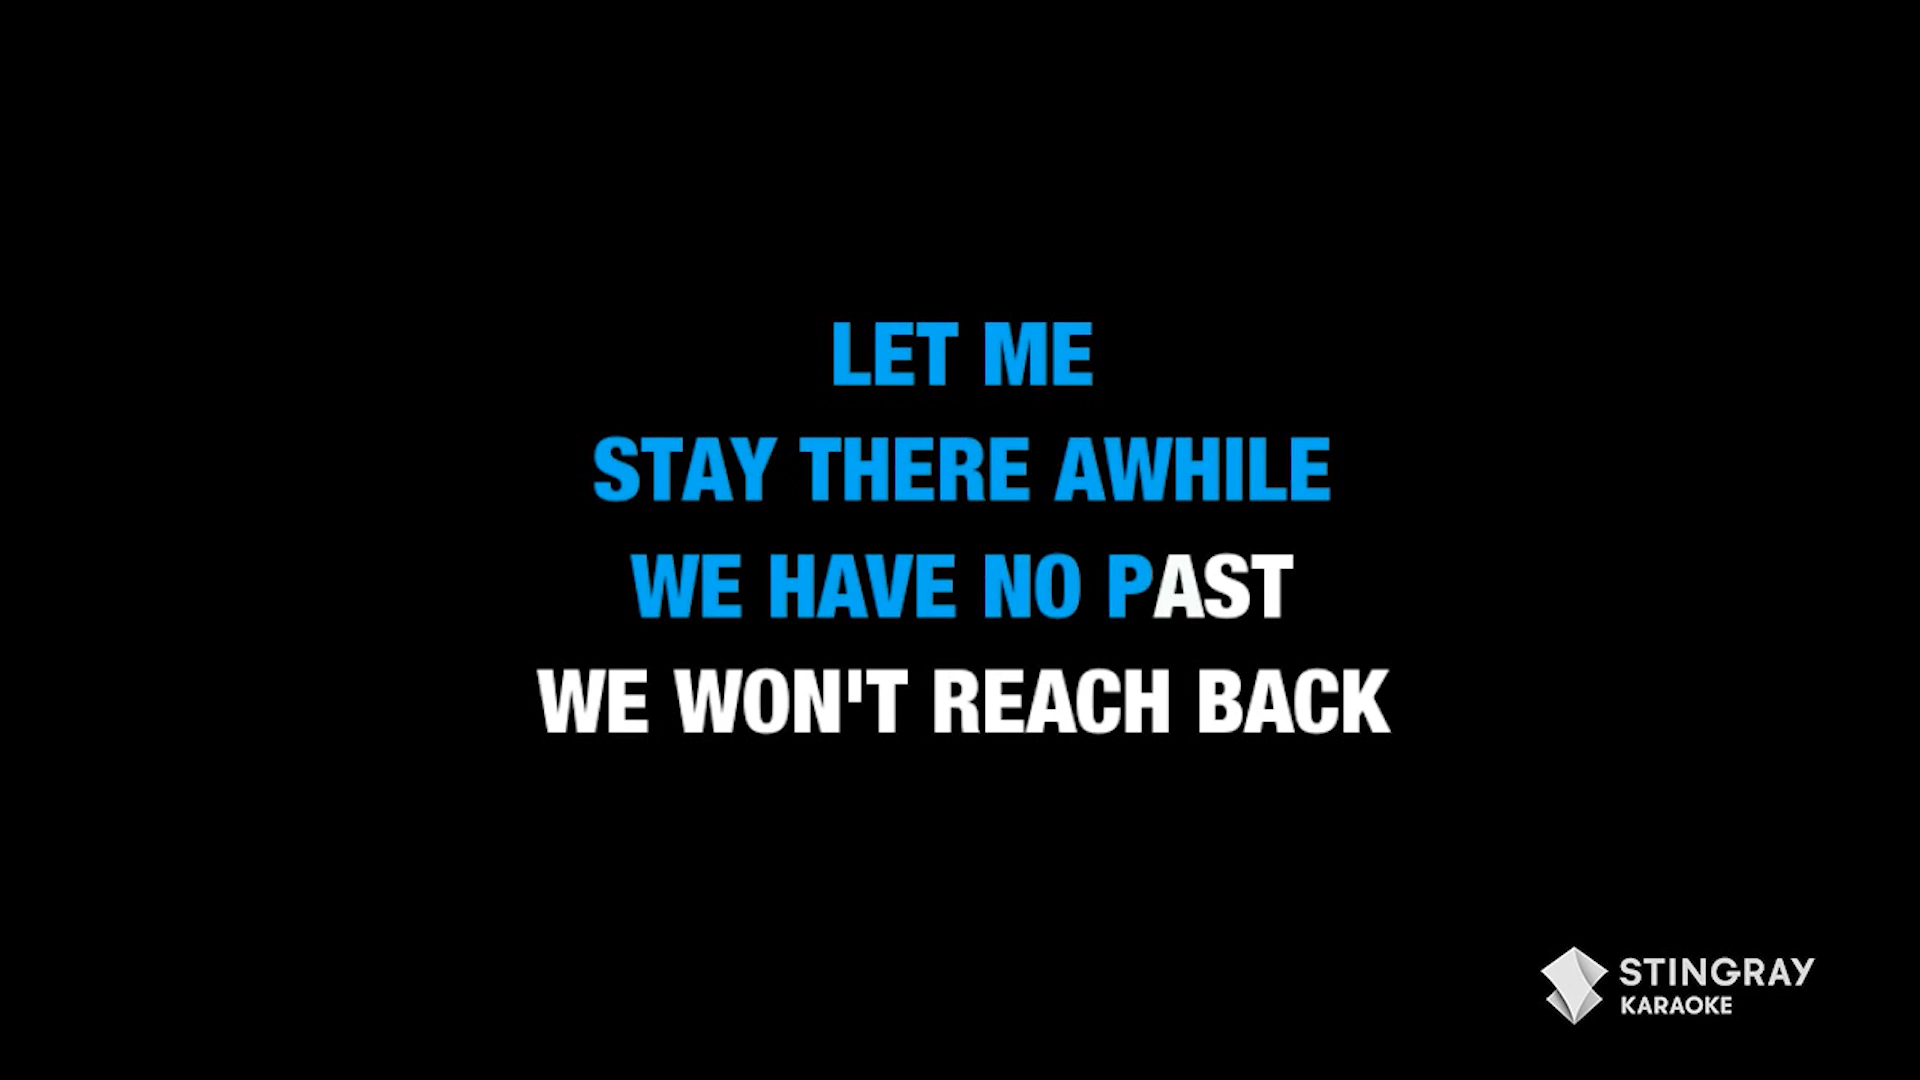 LET ME
STAY THERE AWHILE
WE HAVE NO PAST
WE WON'T REACH BACK
STINGRAY
KARAOKE